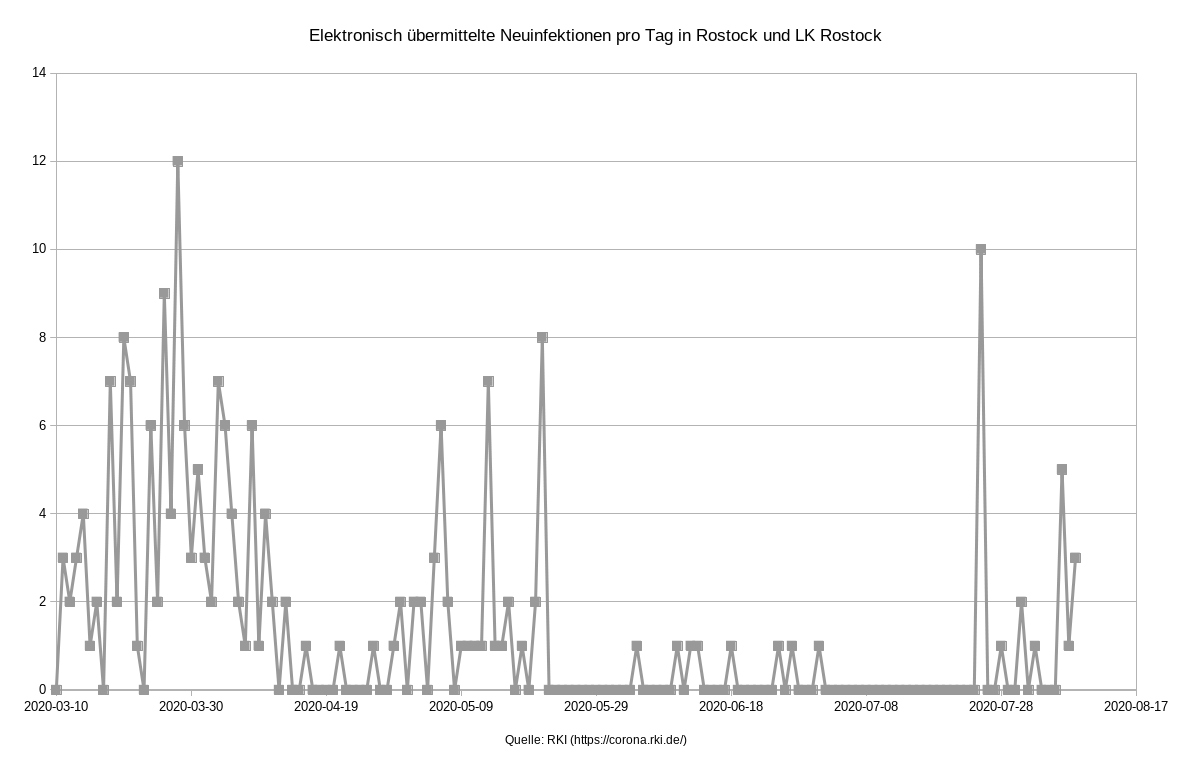 Elektronisch übermittelte Neuinfektionen pro Tag in Rostock und LK Rostock
14
12
10
8
6
4
2
0
2020-03-10 2020-03-30 2020-04-19 2020-05-09 2020-05-29 2020-06-18 2020-07-08 2020-07-28 2020-08-17
Quelle: RKI (https://corona.rki.de/)